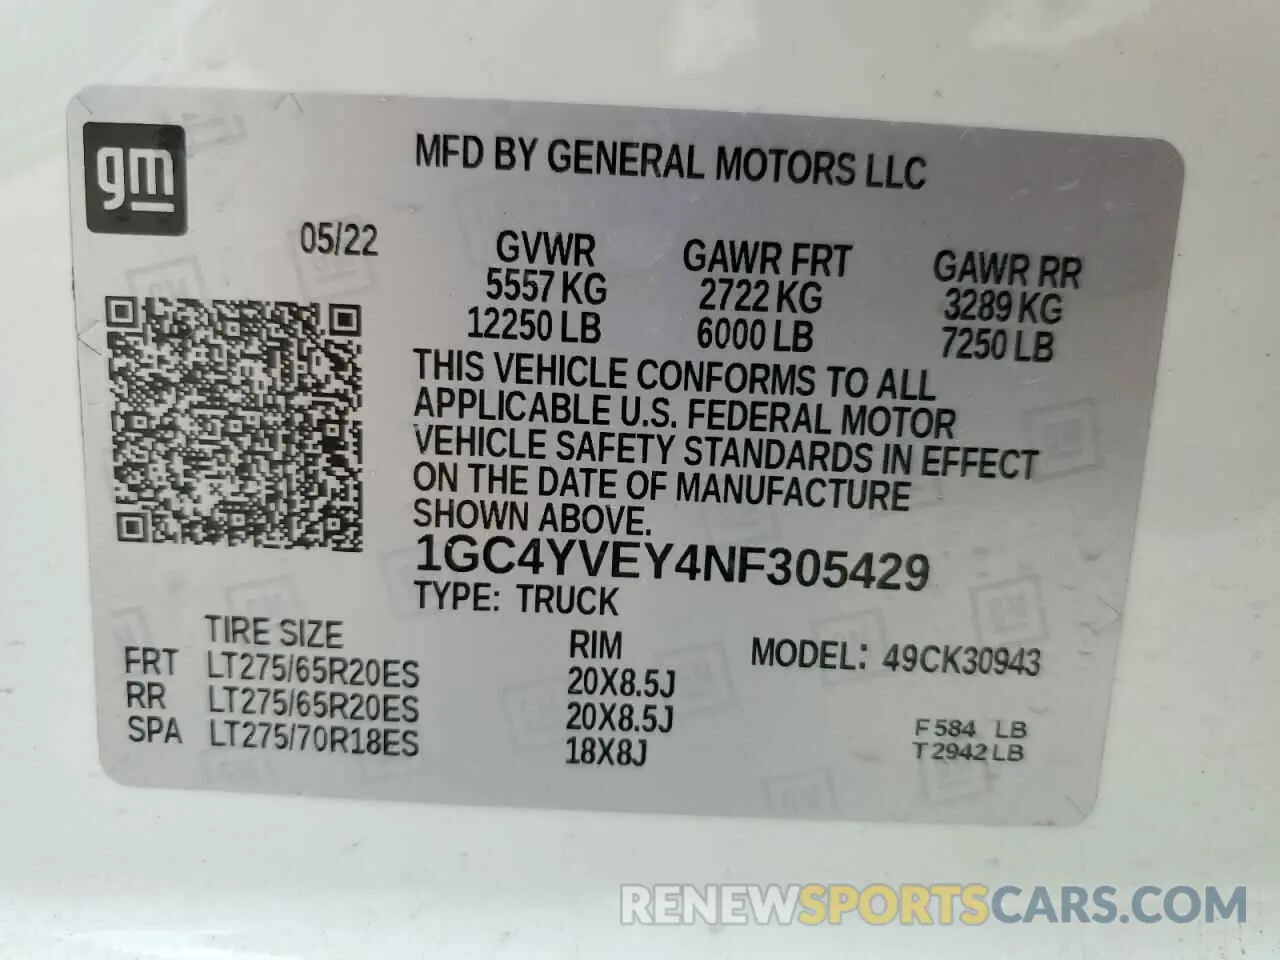 gm
MFD BY GENERAL MOTORS LLC
05/22
GVWR GAWR FRT GAWR RR
5557 KG 2722 KG 3289 KG
12250 LB 6000 LB 7250 LB
THIS VEHICLE CONFORMS TO ALL
APPLICABLE U.S. FEDERAL MOTOR
VEHICLE SAFETY STANDARDS IN EFFECT
ON THE DATE OF MANUFACTURE
SHOWN ABOVE.
1GC4YVEY4NF305429
TYPE: TRUCK
TIRE SIZE RIM MODEL: 49CK30943
FRT LT275/65R20ES 20X8.5J
RR LT275/65R20ES 20X8.5J
SPA LT275/70R18ES 18X8J
F 584 LB
T 2942 LB
RENEWSPORTSCARS.COM